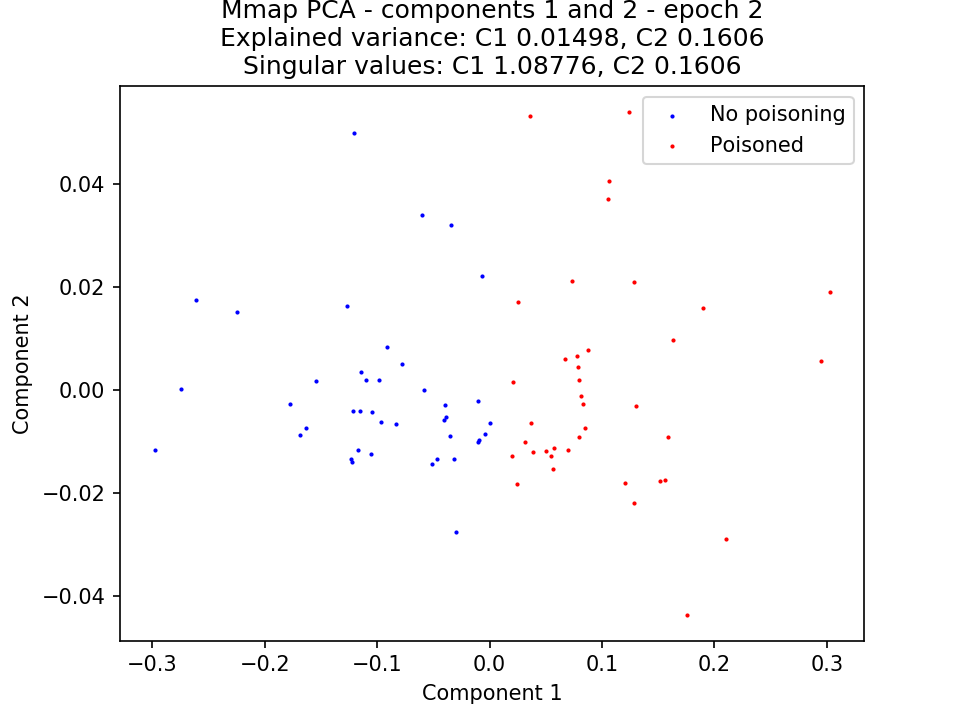 Mmap PCA - components 1 and 2 - epoch 2
Explained variance: C1 0.01498, C2 0.1606
Singular values: C1 1.08776, C2 0.1606
No poisoning
Poisoned
0.04
0.02
0.00
−0.02
−0.04
Component 2
−0.3
−0.2
−0.1
0.0
0.1
0.2
0.3
Component 1